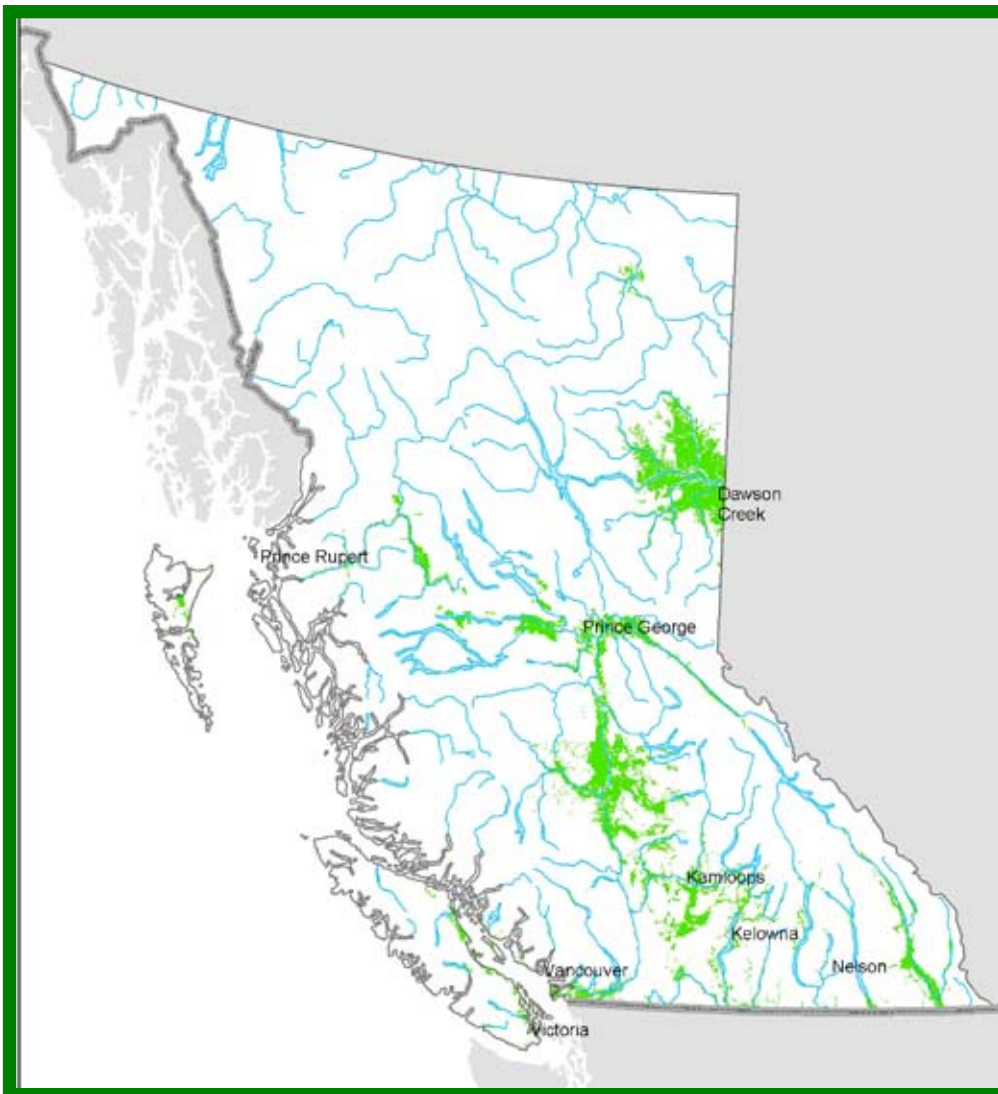 Dawson
Creek
Prince Rupert
Prince George
Kamloops
Kelowna
Nelson
Vancouver
Victoria